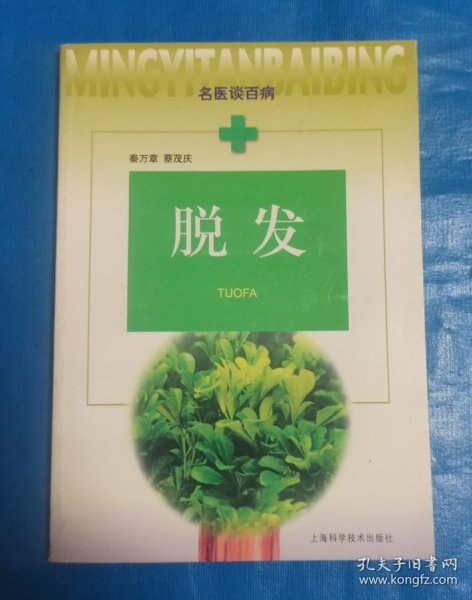 MINGYITANBAIBING
名医谈百病
秦万章 蔡茂庆
脱发
TUOFA
上海科学技术出版社
孔夫子旧书网
www.kongfz.com